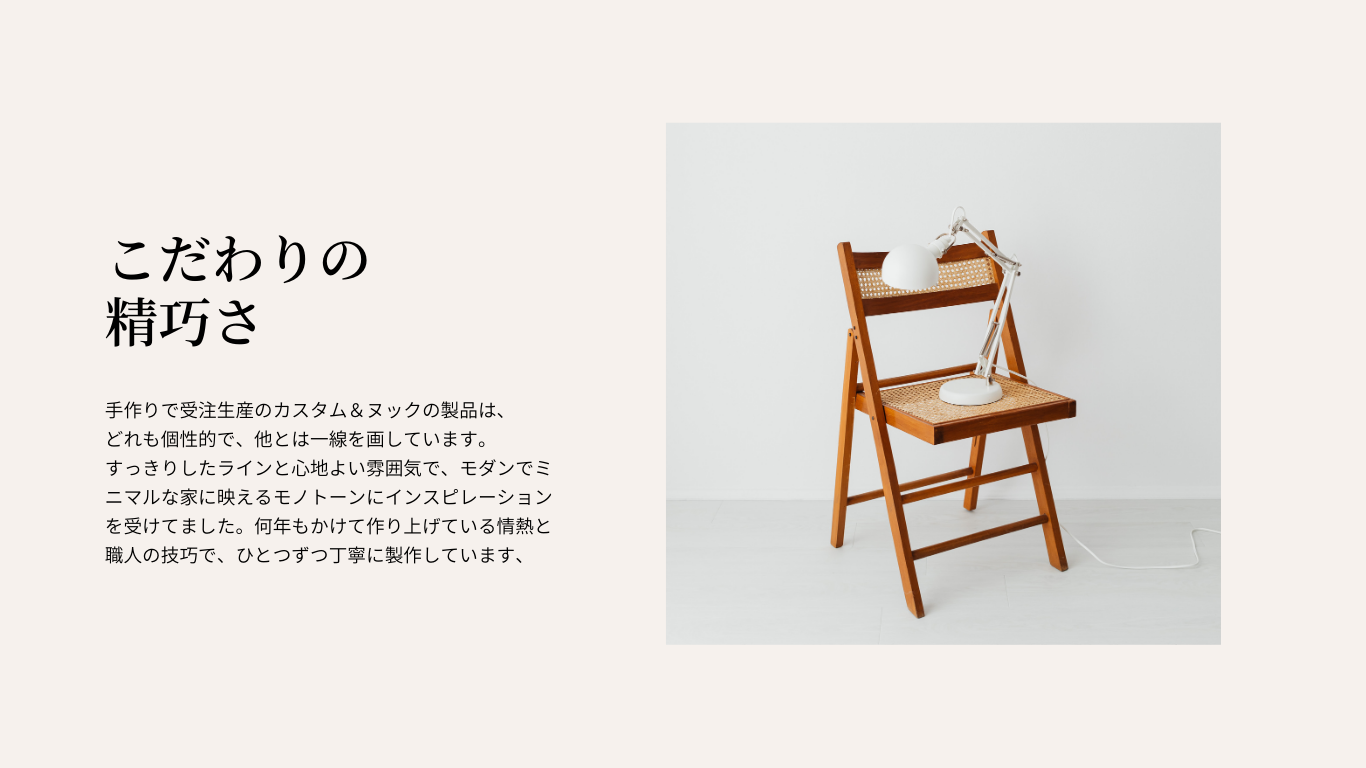 こだわりの
精巧さ
手作りで受注生産のカスタム＆ヌックの製品は、
どれも個性的で、他とは一線を画しています。
すっきりしたラインと心地よい雰囲気で、モダンでミ
ニマルな家に映えるモノトーンにインスピレーション
を受けてました。何年もかけて作り上げている情熱と
職人の技巧で、ひとつずつ丁寧に製作しています、